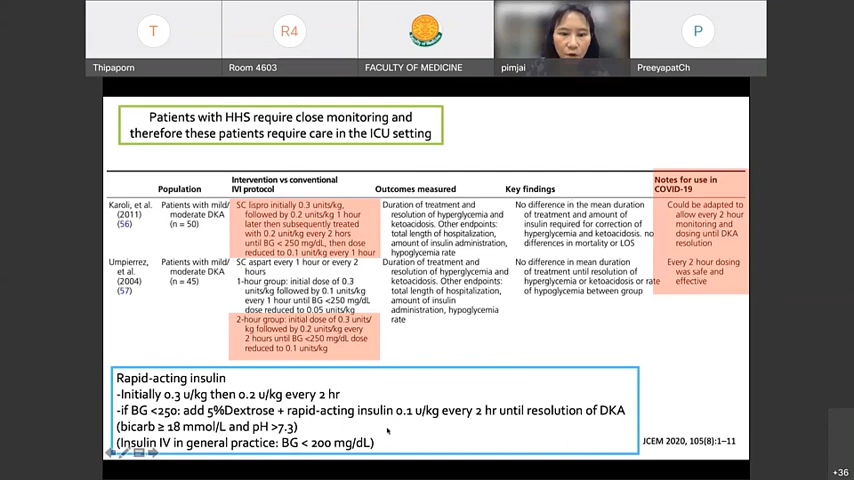 T
R4
P
Thipaporn
Room 4603
FACULTY OF MEDICINE
pimjai
PreeyapatCh
Patients with HHS require close monitoring and
therefore these patients require care in the ICU setting
Population
Intervention vs conventional
IVI protocol
Outcomes measured
Key findings
Notes for use in
COVID-19
Karoli, et al.
(2011)
(56)
Patients with mild/
moderate DKA
(n = 50)
SC lispro initially 0.3 units/kg,
followed by 0.2 units/kg 1 hour
later then subsequently treated
with 0.2 unit/kg every 2 hors
until BG < 250 mg/dL, then dose
reduced to 0.1 unit/kg every 1 hour
Duration of treatment and
resolution of hyperglycemia and
ketoacidosis. Other endpoints:
total length of hospitalization,
amount of insulin administration,
hypoglycemia rate
No difference in the mean duration
of treatment and amount of
insulin required for correction of
hyperglycemia and ketoacidosis. no
differences in mortality or LOS
Could be adapted to
allow every 2 hour
monitoring and
dosing until DKA
resolution
Umpierrez,
et al.
(2004)
(57)
Patients with mild/
moderate DKA
(n = 45)
SC aspart every 1 hour or every 2
hours
1-hour group: initial dose of 0.3
units/kg followed by 0.1 units/kg
every 1 hour until BG <250 mg/dL
dose reduced to 0.05 units/kg
2-hour group: initial dose of 0.3 units/
kg followed by 0.2 units/kg every
2 hours until BG <250 mg/dL dose
reduced to 0.1 units/kg
Duration of treatment and
resolution of hyperglycemia and
ketoacidosis. Other endpoints:
total length of hospitalization,
amount of insulin
administration, hypoglycemia
rate
No difference in mean duration
of treatment until resolution of
hyperglycemia or ketoacidosis or rate
of hypoglycemia between group
Every 2 hour dosing
was safe and
effective
Rapid-acting insulin
-Initially 0.3 u/kg then 0.2 u/kg every 2 hr
-if BG <250: add 5%Dextrose + rapid-acting insulin 0.1 u/kg every 2 hr until resolution of DKA
(bicarb ≥ 18 mmol/L and pH >7.3)
(Insulin IV in general practice: BG < 200 mg/dL)
JCEM 2020, 105(8):1–11
+36